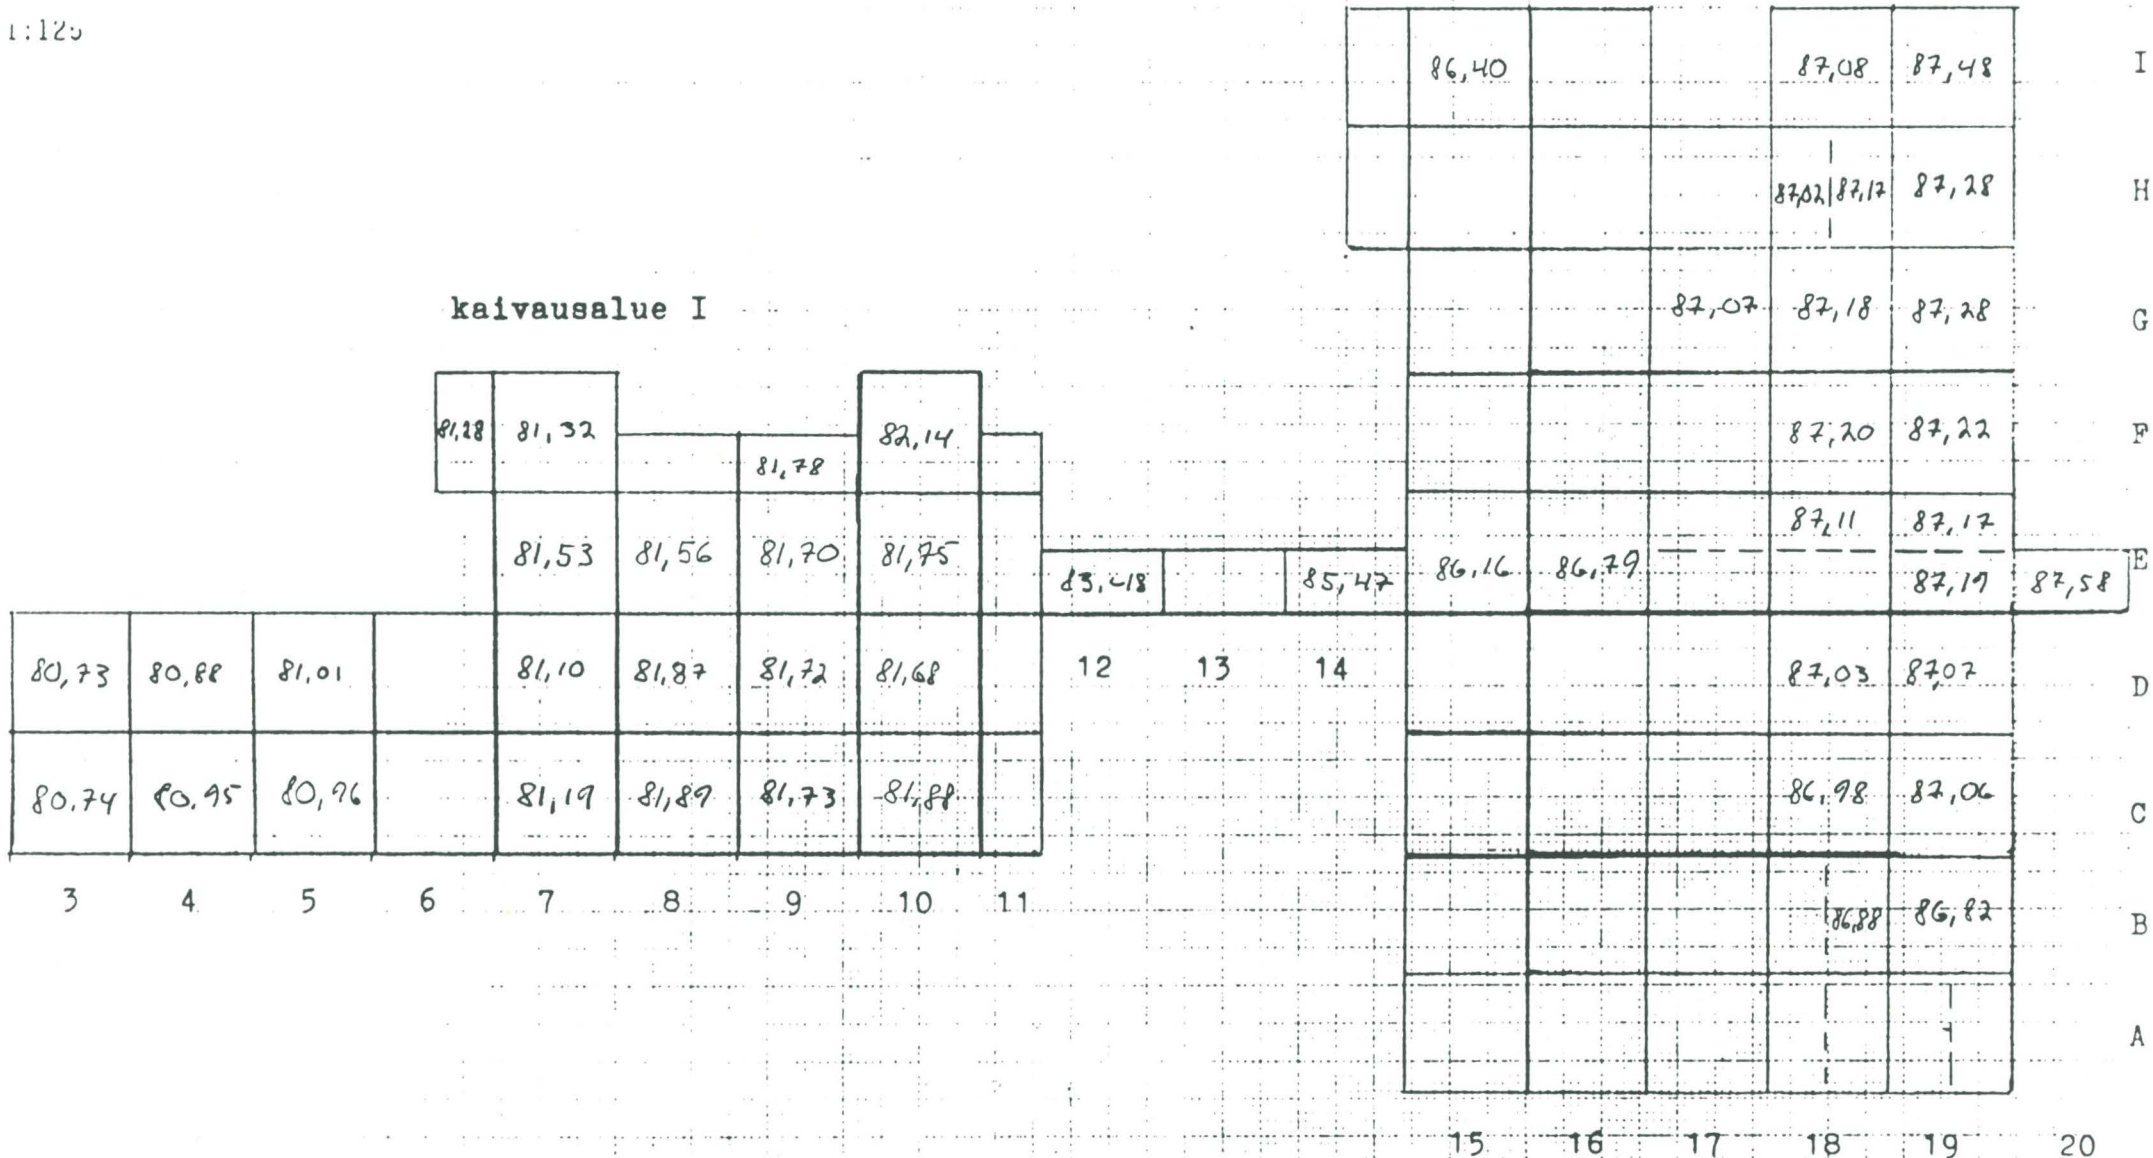 1:125
86,40 87,08 87,48 I
87,02 87,17 87,28 H
kaivausalue I
87,07 87,18 87,28 G
81,28 81,32 82,14 87,20 87,22 F
81,78
87,11 87,17
81,53 81,56 81,70 81,75 86,16 86,79 E
83,48 85,47 87,19 87,58
80,73 80,88 81,01 81,10 81,87 81,72 81,68 12 13 14 87,03 87,07 D
80,74 80,95 80,96 81,19 81,89 81,73 81,88 86,98 87,06 C
3 4 5 6 7 8 9 10 11 86,88 86,82 B
A
15 16 17 18 19 20